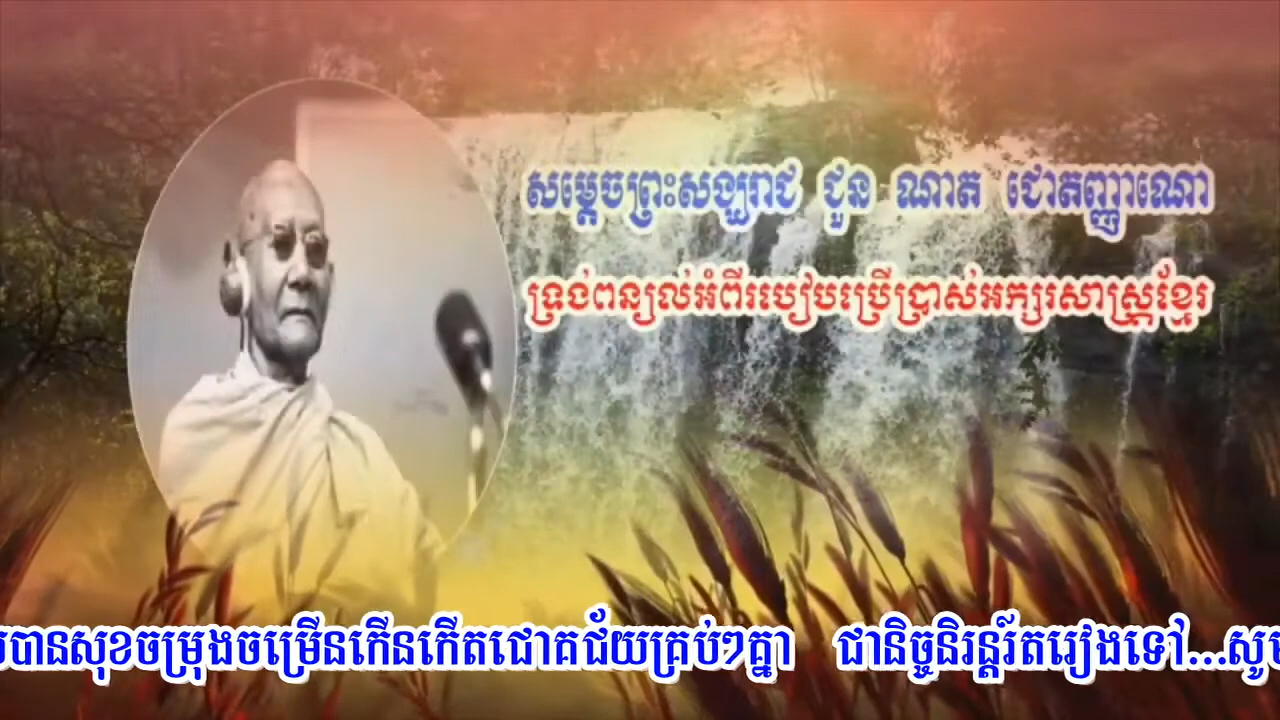 សម្ដេចព្រះសង្ឃរាជ ជួន ណាត ជោតញ្ញាណោ
ទ្រង់ពន្យល់អំពីរបៀបប្រើប្រាស់អក្សរសាស្ត្រខ្មែរ
បានសុខចម្រុងចម្រើនកើនកើតជោគជ័យគ្រប់ៗគ្នា ជានិច្ចនិរន្តរ៍តរៀងទៅ...សូម